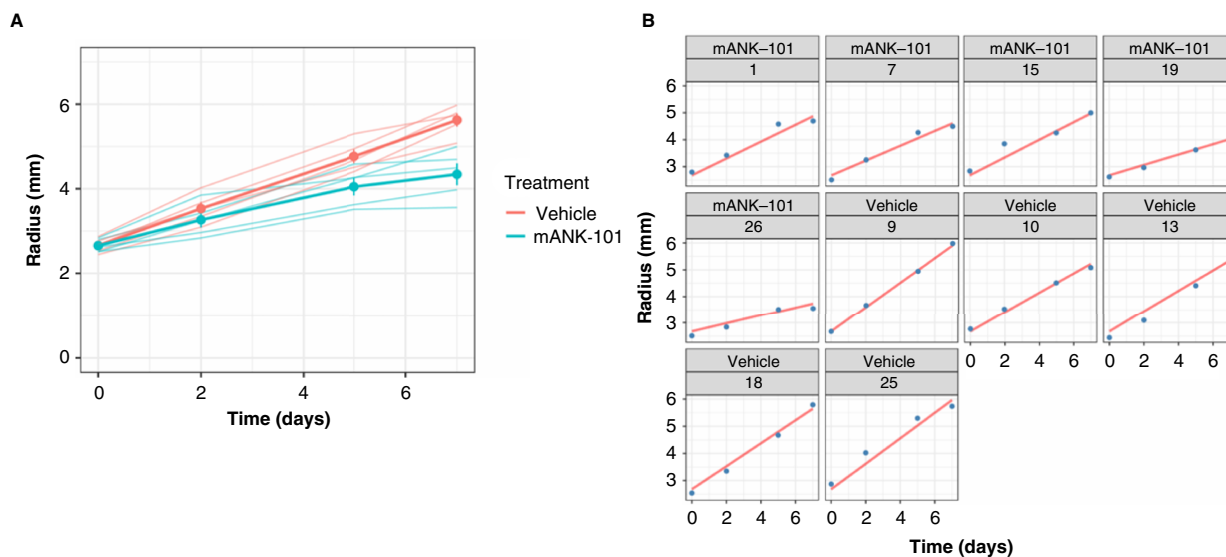 A
Radius (mm)
6
4
2
0
0 2 4 6
Time (days)
Treatment
Vehicle
mANK-101
B
mANK–101 mANK–101 mANK–101 mANK–101
1 7 15 19
6
5
4
3
mANK–101 Vehicle Vehicle Vehicle
26 9 10 13
Radius (mm)
6
5
4
3
Vehicle Vehicle
18 25
6
5
4
3
0 2 4 6 0 2 4 6 0 2 4 6 0 2 4 6
Time (days)